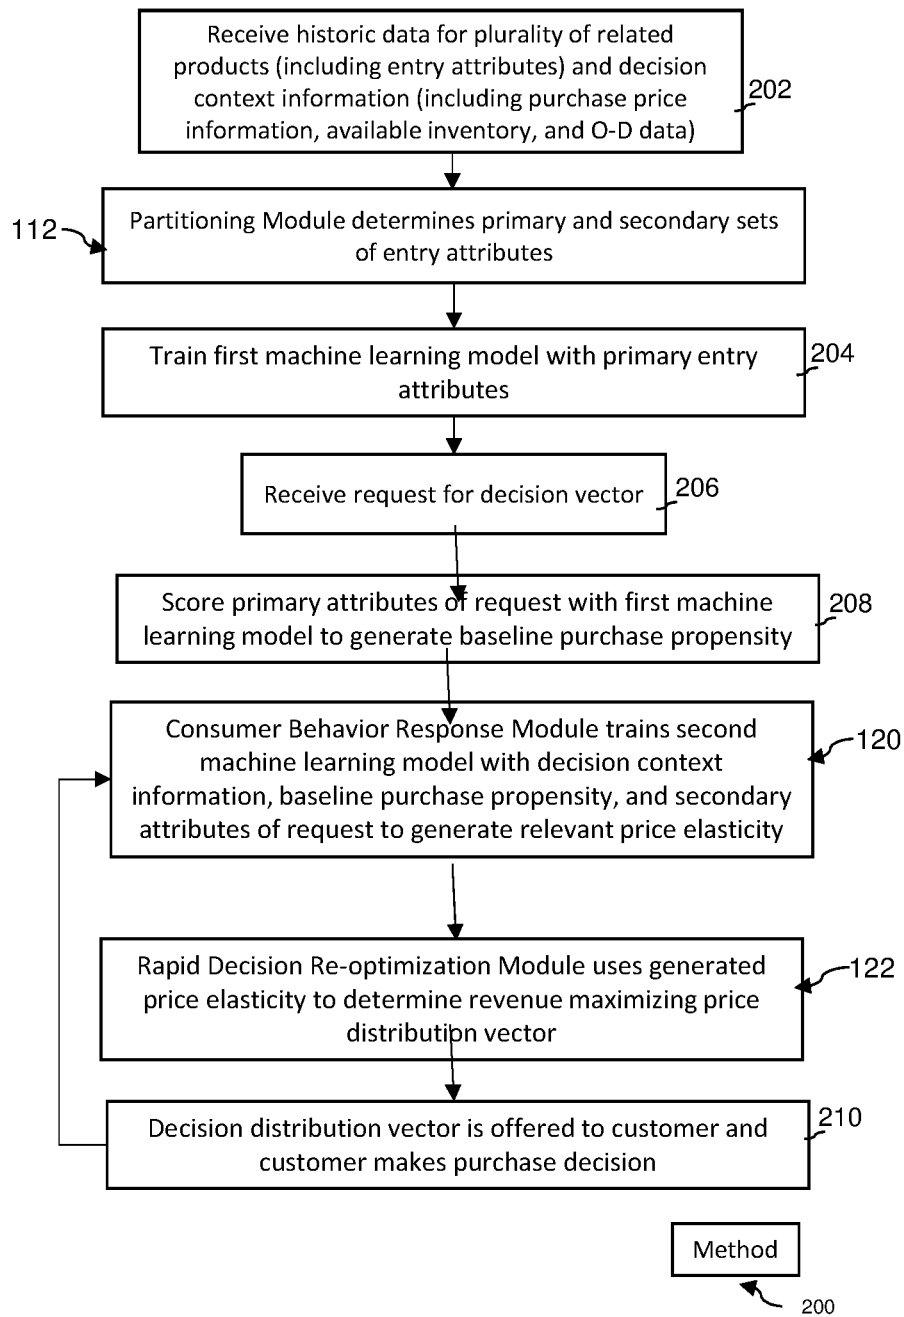 Receive historic data for plurality of related
products (including entry attributes) and decision
context information (including purchase price
information, available inventory, and O-D data)
202
112
Partitioning Module determines primary and secondary sets
of entry attributes
Train first machine learning model with primary entry
attributes
204
Receive request for decision vector
206
Score primary attributes of request with first machine
learning model to generate baseline purchase propensity
208
Consumer Behavior Response Module trains second
machine learning model with decision context
information, baseline purchase propensity, and secondary
attributes of request to generate relevant price elasticity
120
Rapid Decision Re-optimization Module uses generated
price elasticity to determine revenue maximizing price
distribution vector
122
Decision distribution vector is offered to customer and
customer makes purchase decision
210
Method
200